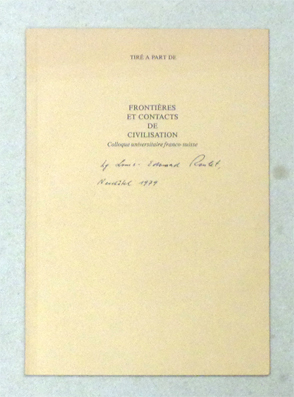 TIRÉ A PART DE
FRONTIÈRES
ET CONTACTS
DE
CIVILISATION
Colloque universitaire franco-suisse
by Louis-Edouard Roulet,
Neuchâtel 1979